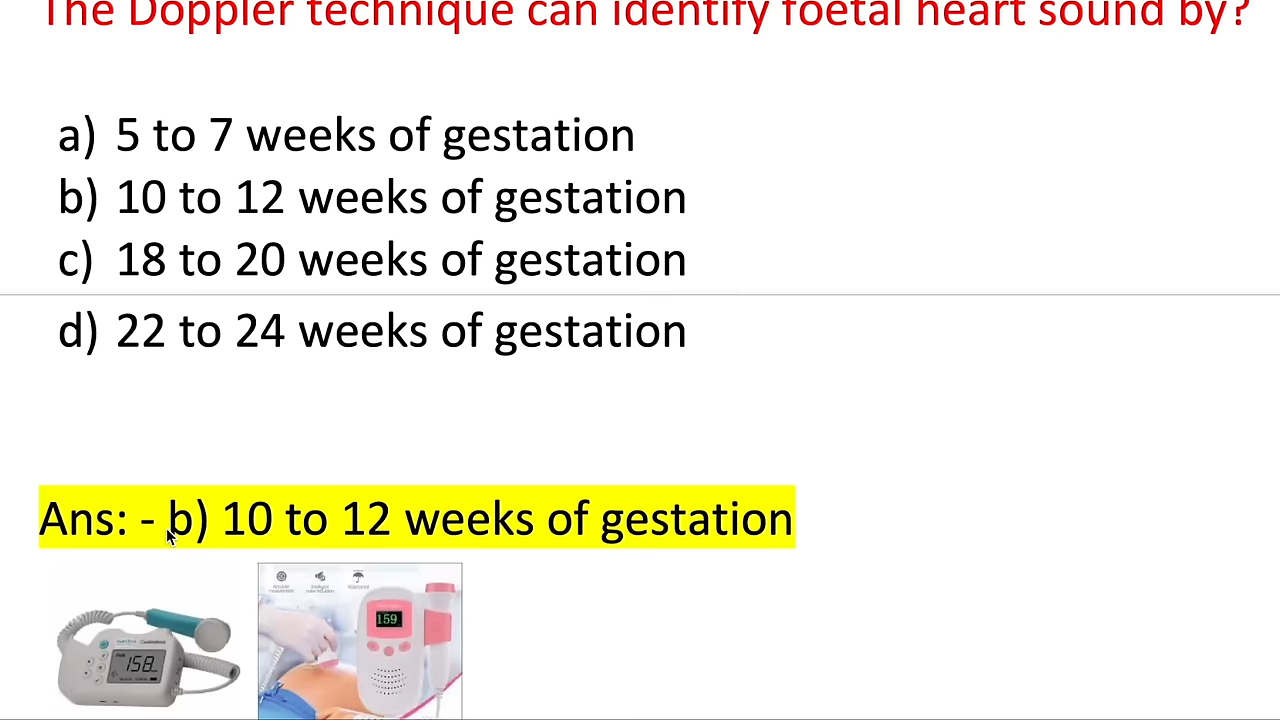 The Doppler technique can identify foetal heart sound by?
a) 5 to 7 weeks of gestation
b) 10 to 12 weeks of gestation
c) 18 to 20 weeks of gestation
d) 22 to 24 weeks of gestation
Ans: - b) 10 to 12 weeks of gestation
159
158